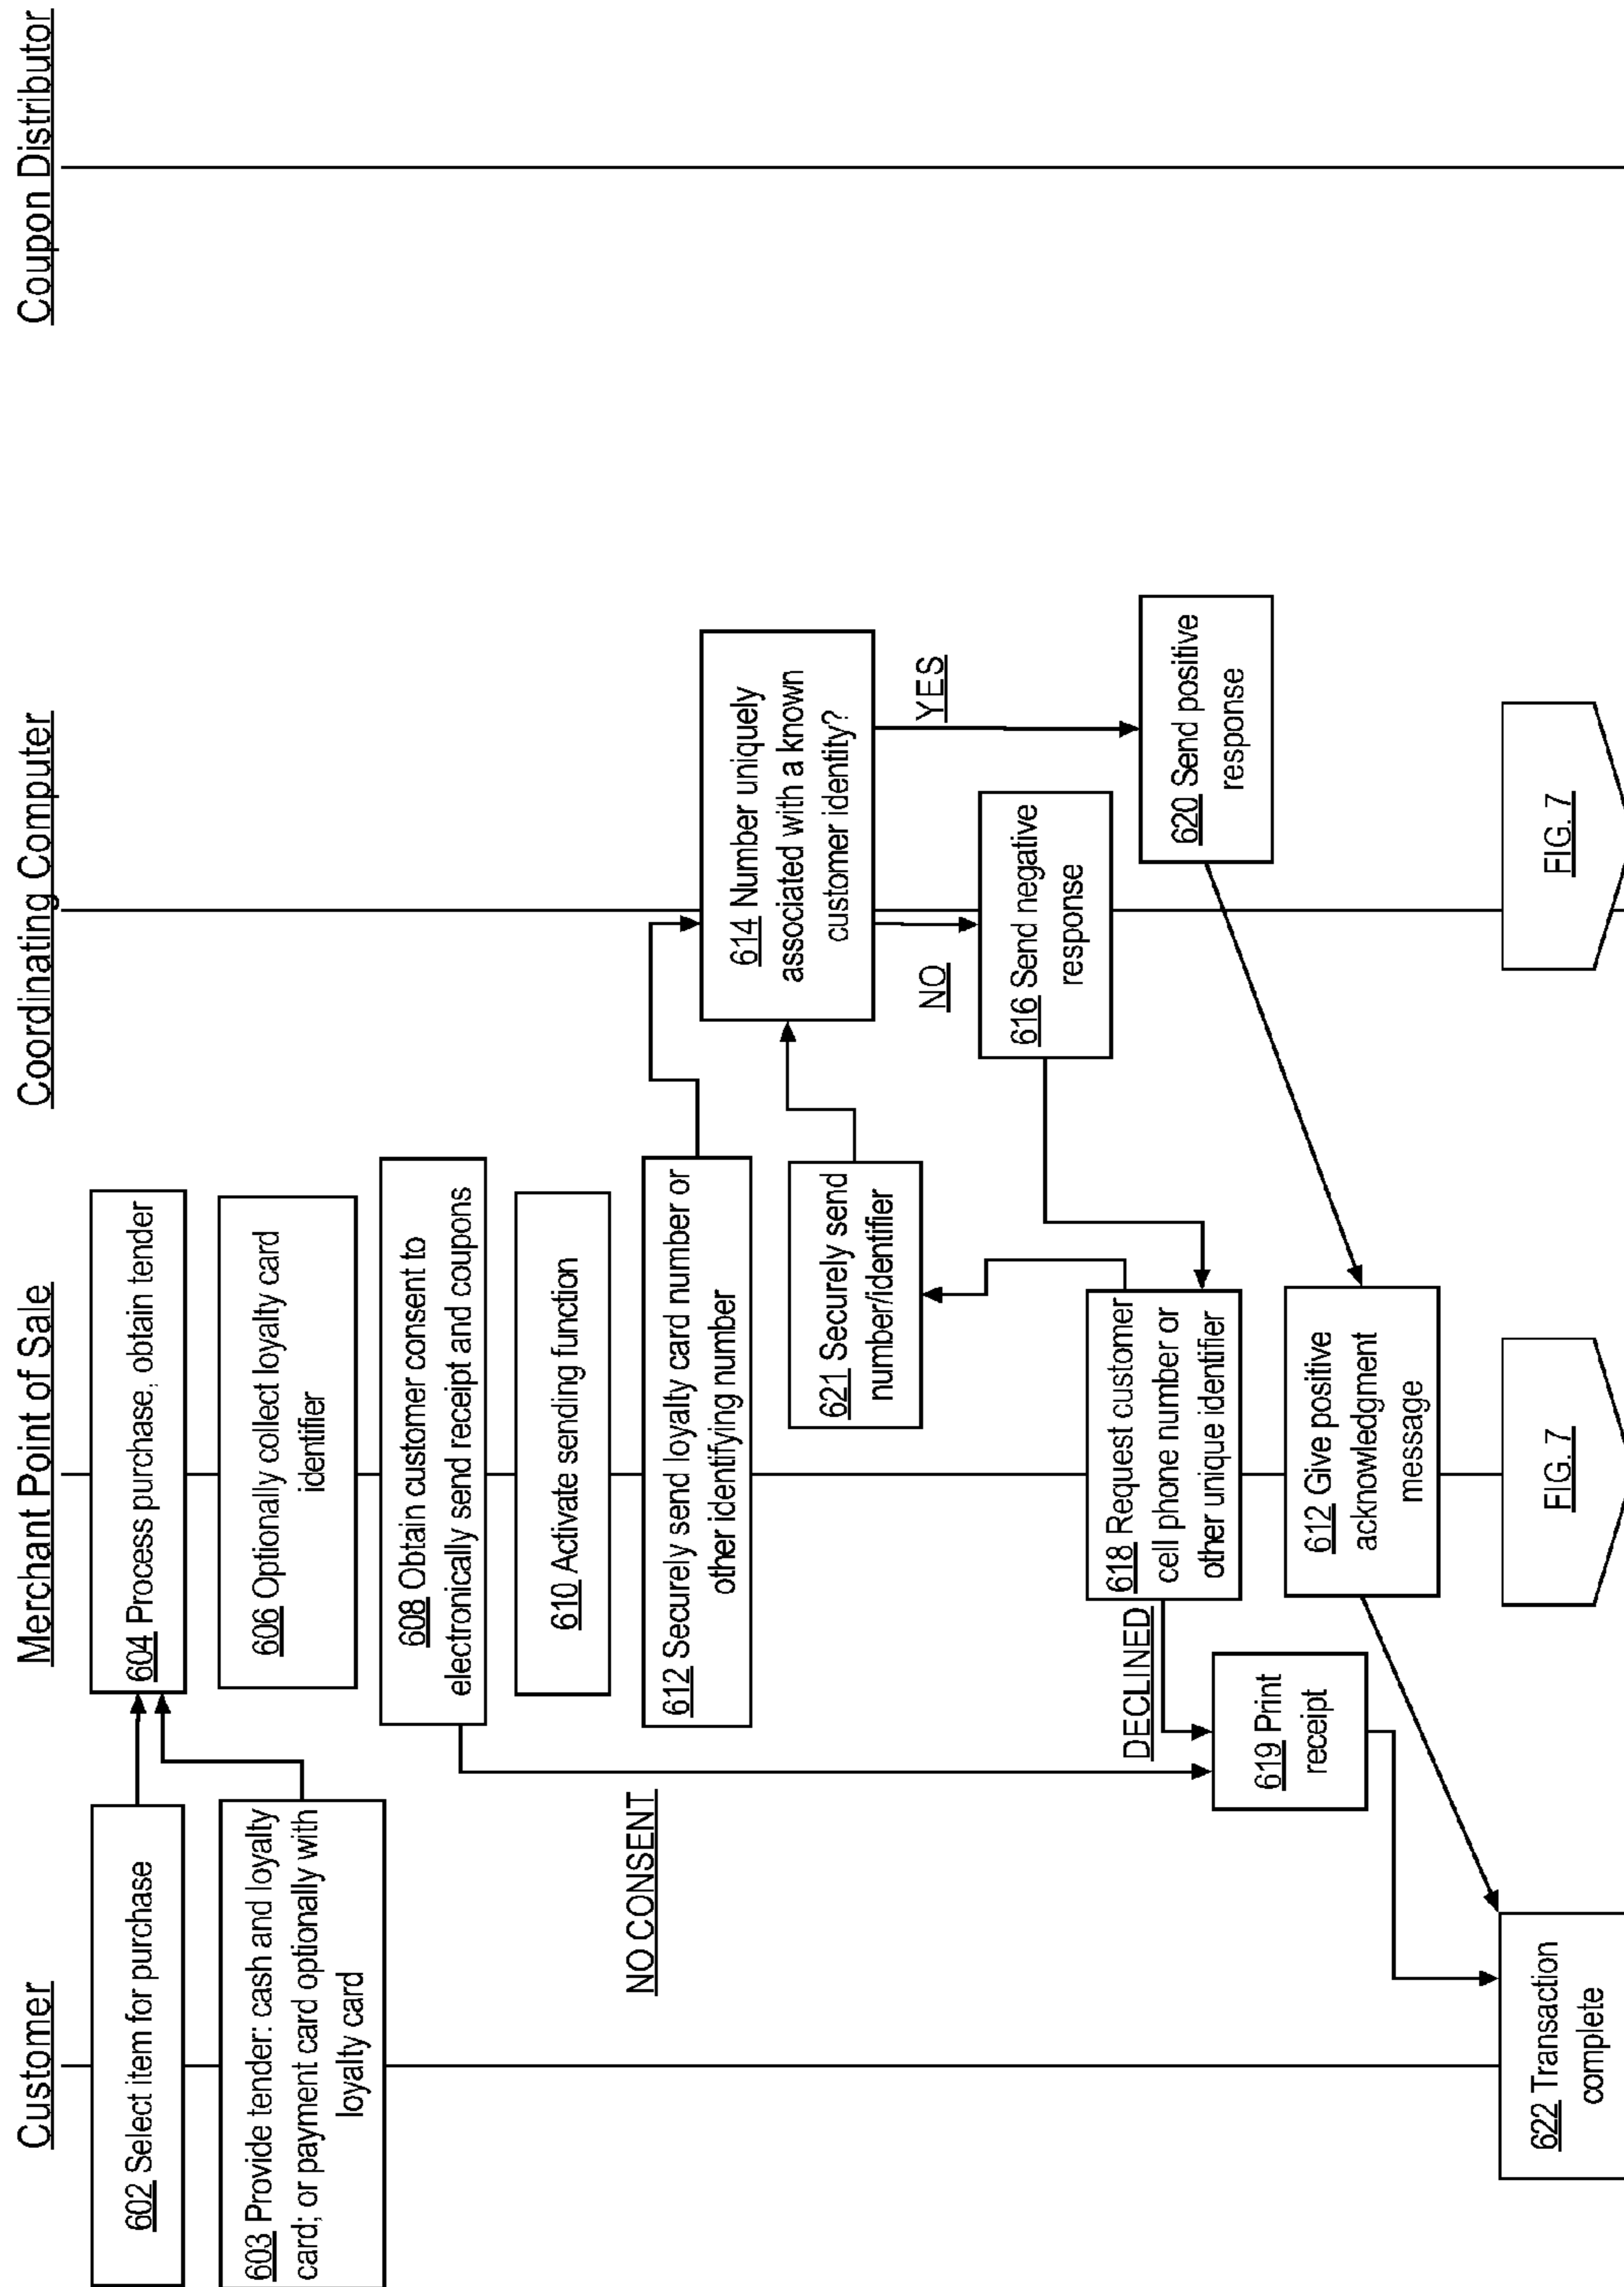 Customer
Merchant Point of Sale
Coordinating Computer
Coupon Distributor
602 Select item for purchase
603 Provide tender: cash and loyalty
card; or payment card optionally with
loyalty card
604 Process purchase, obtain tender
606 Optionally collect loyalty card
identifier
608 Obtain customer consent to
electronically send receipt and coupons
610 Activate sending function
NO CONSENT
612 Securely send loyalty card number or
other identifying number
614 Number uniquely
associated with a known
customer identity?
621 Securely send
number/identifier
NO
YES
616 Send negative
response
618 Request customer
cell phone number or
other unique identifier
DECLINED
620 Send positive
response
619 Print
receipt
612 Give positive
acknowledgment
message
622 Transaction
complete
FIG. 7
FIG. 7